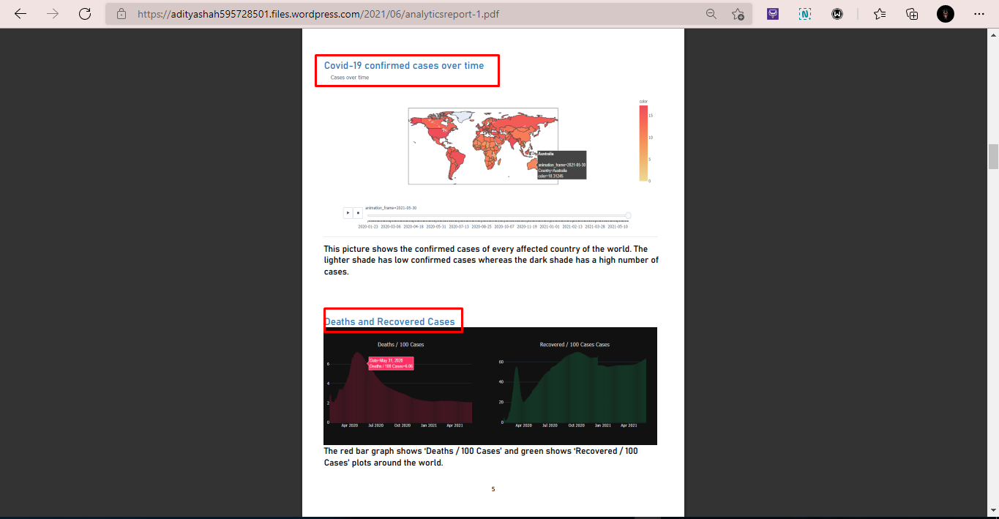 https://adityashah595728501.files.wordpress.com/2021/06/analyticsreport-1.pdf
Covid-19 confirmed cases over time
Cases over time
color
15
10
5
0
Australia
animation_frame=2021-05-30
Country=Australia
color=10.31245
animation_frame=2021-05-30
2020-01-23 2020-03-06 2020-04-18 2020-05-31 2020-07-13 2020-08-25 2020-10-07 2020-11-19 2021-01-01 2021-02-13 2021-03-28 2021-05-10
This picture shows the confirmed cases of every affected country of the world. The
lighter shade has low confirmed cases whereas the dark shade has a high number of
cases.
Deaths and Recovered Cases
Deaths / 100 Cases
6
4
2
0
Date=May 31, 2020
Deaths / 100 Cases=6.06
Apr 2020 Jul 2020 Oct 2020 Jan 2021 Apr 2021
Recovered / 100 Cases Cases
60
40
20
0
Apr 2020 Jul 2020 Oct 2020 Jan 2021 Apr 2021
The red bar graph shows ‘Deaths / 100 Cases’ and green shows ‘Recovered / 100
Cases’ plots around the world.
5